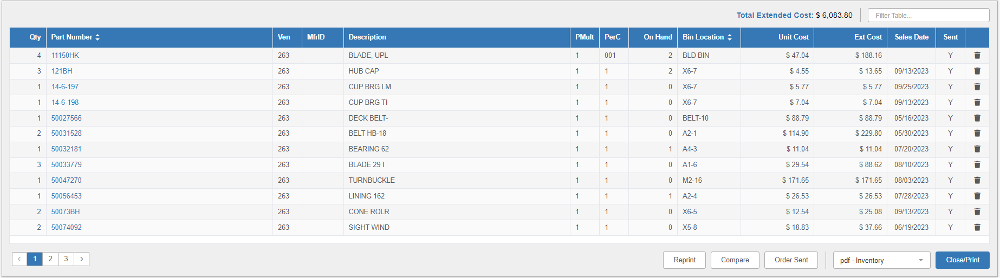 Total Extended Cost: $ 6,083.80 Filter Table...
Qty Part Number Ven MfrID Description PMult PerC On Hand Bin Location Unit Cost Ext Cost Sales Date Sent
4 11150HK 263 BLADE, UPL 1 001 2 BLD BIN $ 47.04 $ 188.16 Y
3 121BH 263 HUB CAP 1 1 2 X6-7 $ 4.55 $ 13.65 09/13/2023 Y
1 14-6-197 263 CUP BRG LM 1 1 0 X6-7 $ 5.77 $ 5.77 09/25/2023 Y
1 14-6-198 263 CUP BRG TI 1 1 0 X6-7 $ 7.04 $ 7.04 09/13/2023 Y
1 50027566 263 DECK BELT- 1 1 0 BELT-10 $ 88.79 $ 88.79 05/16/2023 Y
2 50031528 263 BELT HB-18 1 1 0 A2-1 $ 114.90 $ 229.80 05/30/2023 Y
1 50032181 263 BEARING 62 1 1 1 A4-3 $ 11.04 $ 11.04 07/20/2023 Y
3 50033779 263 BLADE 29 I 1 1 0 A1-6 $ 29.54 $ 88.62 08/10/2023 Y
1 50047270 263 TURNBUCKLE 1 1 0 M2-16 $ 171.65 $ 171.65 08/03/2023 Y
1 50056453 263 LINING 162 1 1 1 A2-4 $ 26.53 $ 26.53 07/28/2023 Y
2 50073BH 263 CONE ROLR 1 1 0 X6-5 $ 12.54 $ 25.08 09/13/2023 Y
2 50074092 263 SIGHT WIND 1 1 0 X5-8 $ 18.83 $ 37.66 06/19/2023 Y
< 1 2 3 > Reprint Compare Order Sent pdf - Inventory Close/Print